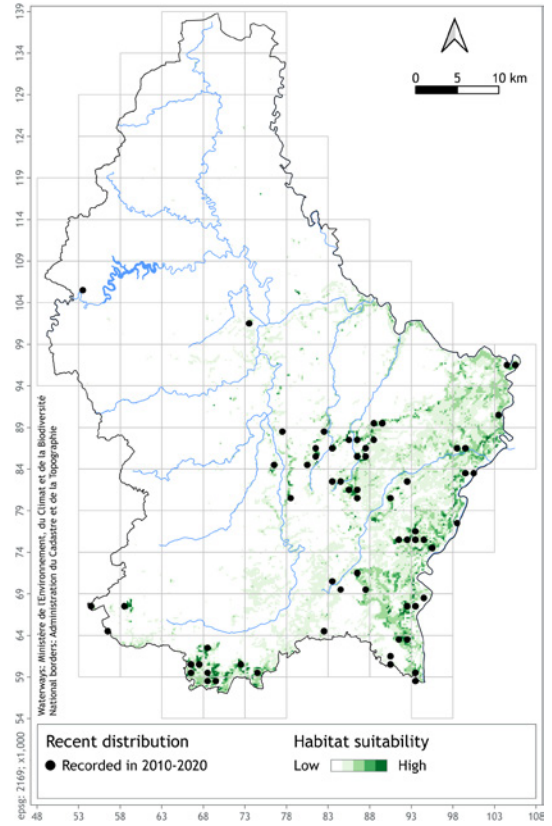 139
134
129
124
119
114
109
104
99
94
89
84
79
74
69
64
59
54
0 5 10 km
Waterways: Ministère de l'Environnement, du Climat et de la Biodiversité
National borders: Administration du Cadastre et de la Topographie
epsg: 2169; x1,000
Recent distribution
Recorded in 2010-2020
Habitat suitability
Low High
48 53 58 63 68 73 78 83 88 93 98 103 108